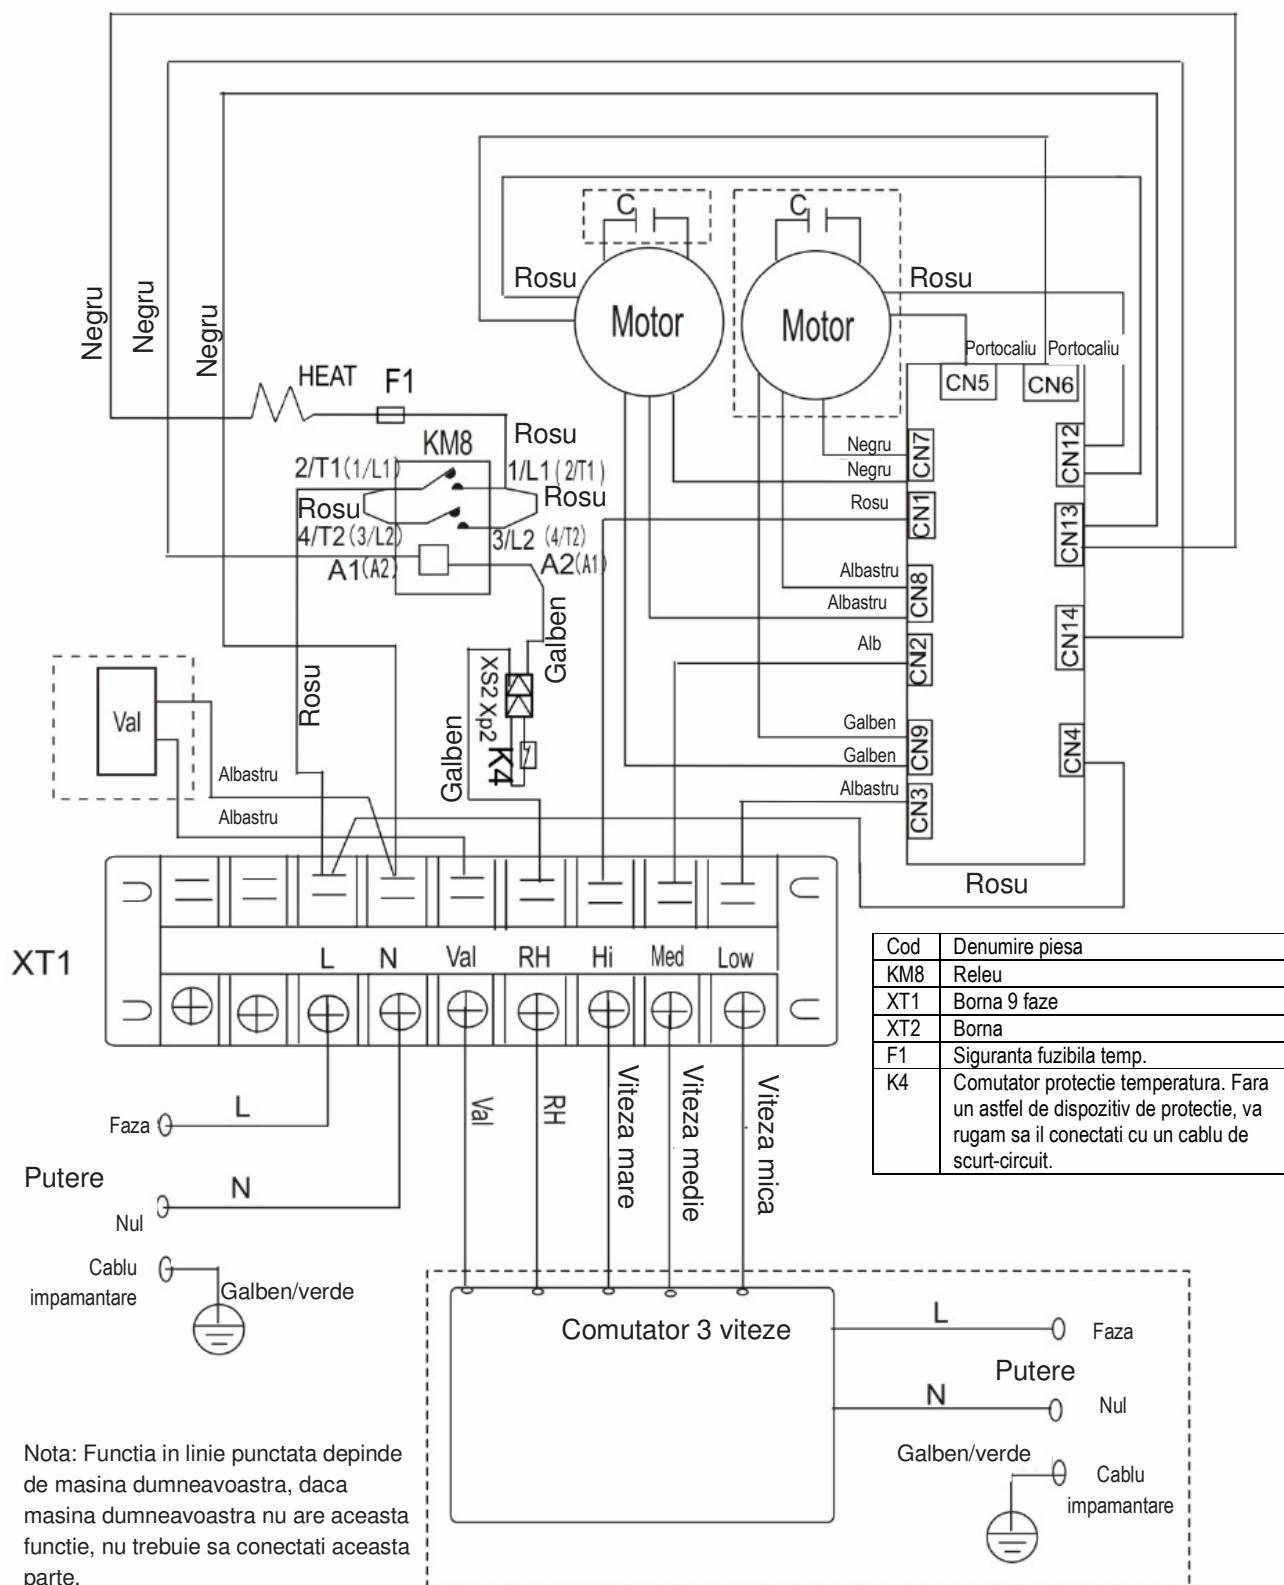 C
C
Rosu
Rosu
Motor
Motor
Negru
Negru
Negru
Portocaliu
Portocaliu
HEAT
F1
CN5
CN6
Rosu
KM8
Negru
CN7
CN12
2/T1(1/L1)
1/L1(2/T1)
Negru
Rosu
Rosu
Rosu
CN1
4/T2(3/L2)
3/L2 (4/T2)
CN13
A1(A2)
A2(A1)
Albastru
CN8
Albastru
Galben
Alb
CN2
CN14
XS2 Xp2
Rosu
Val
K4
Galben
Galben
CN9
CN4
Galben
Albastru
Albastru
CN3
Albastru
Rosu
XT1
L
N
Val
RH
Hi
Med
Low
Cod Denumire piesa
KM8 Releu
XT1 Borna 9 faze
XT2 Borna
F1 Siguranta fuzibila temp.
K4 Comutator protectie temperatura. Fara
un astfel de dispozitiv de protectie, va
rugam sa il conectati cu un cablu de
scurt-circuit.
Val
RH
Viteza mare
Viteza medie
Viteza mica
Faza
L
Putere
N
Nul
Cablu
impamantare
Galben/verde
Comutator 3 viteze
L
Faza
Putere
N
Nul
Galben/verde
Cablu
impamantare
Nota: Functia in linie punctata depinde
de masina dumneavoastra, daca
masina dumneavoastra nu are aceasta
functie, nu trebuie sa conectati aceasta
parte.